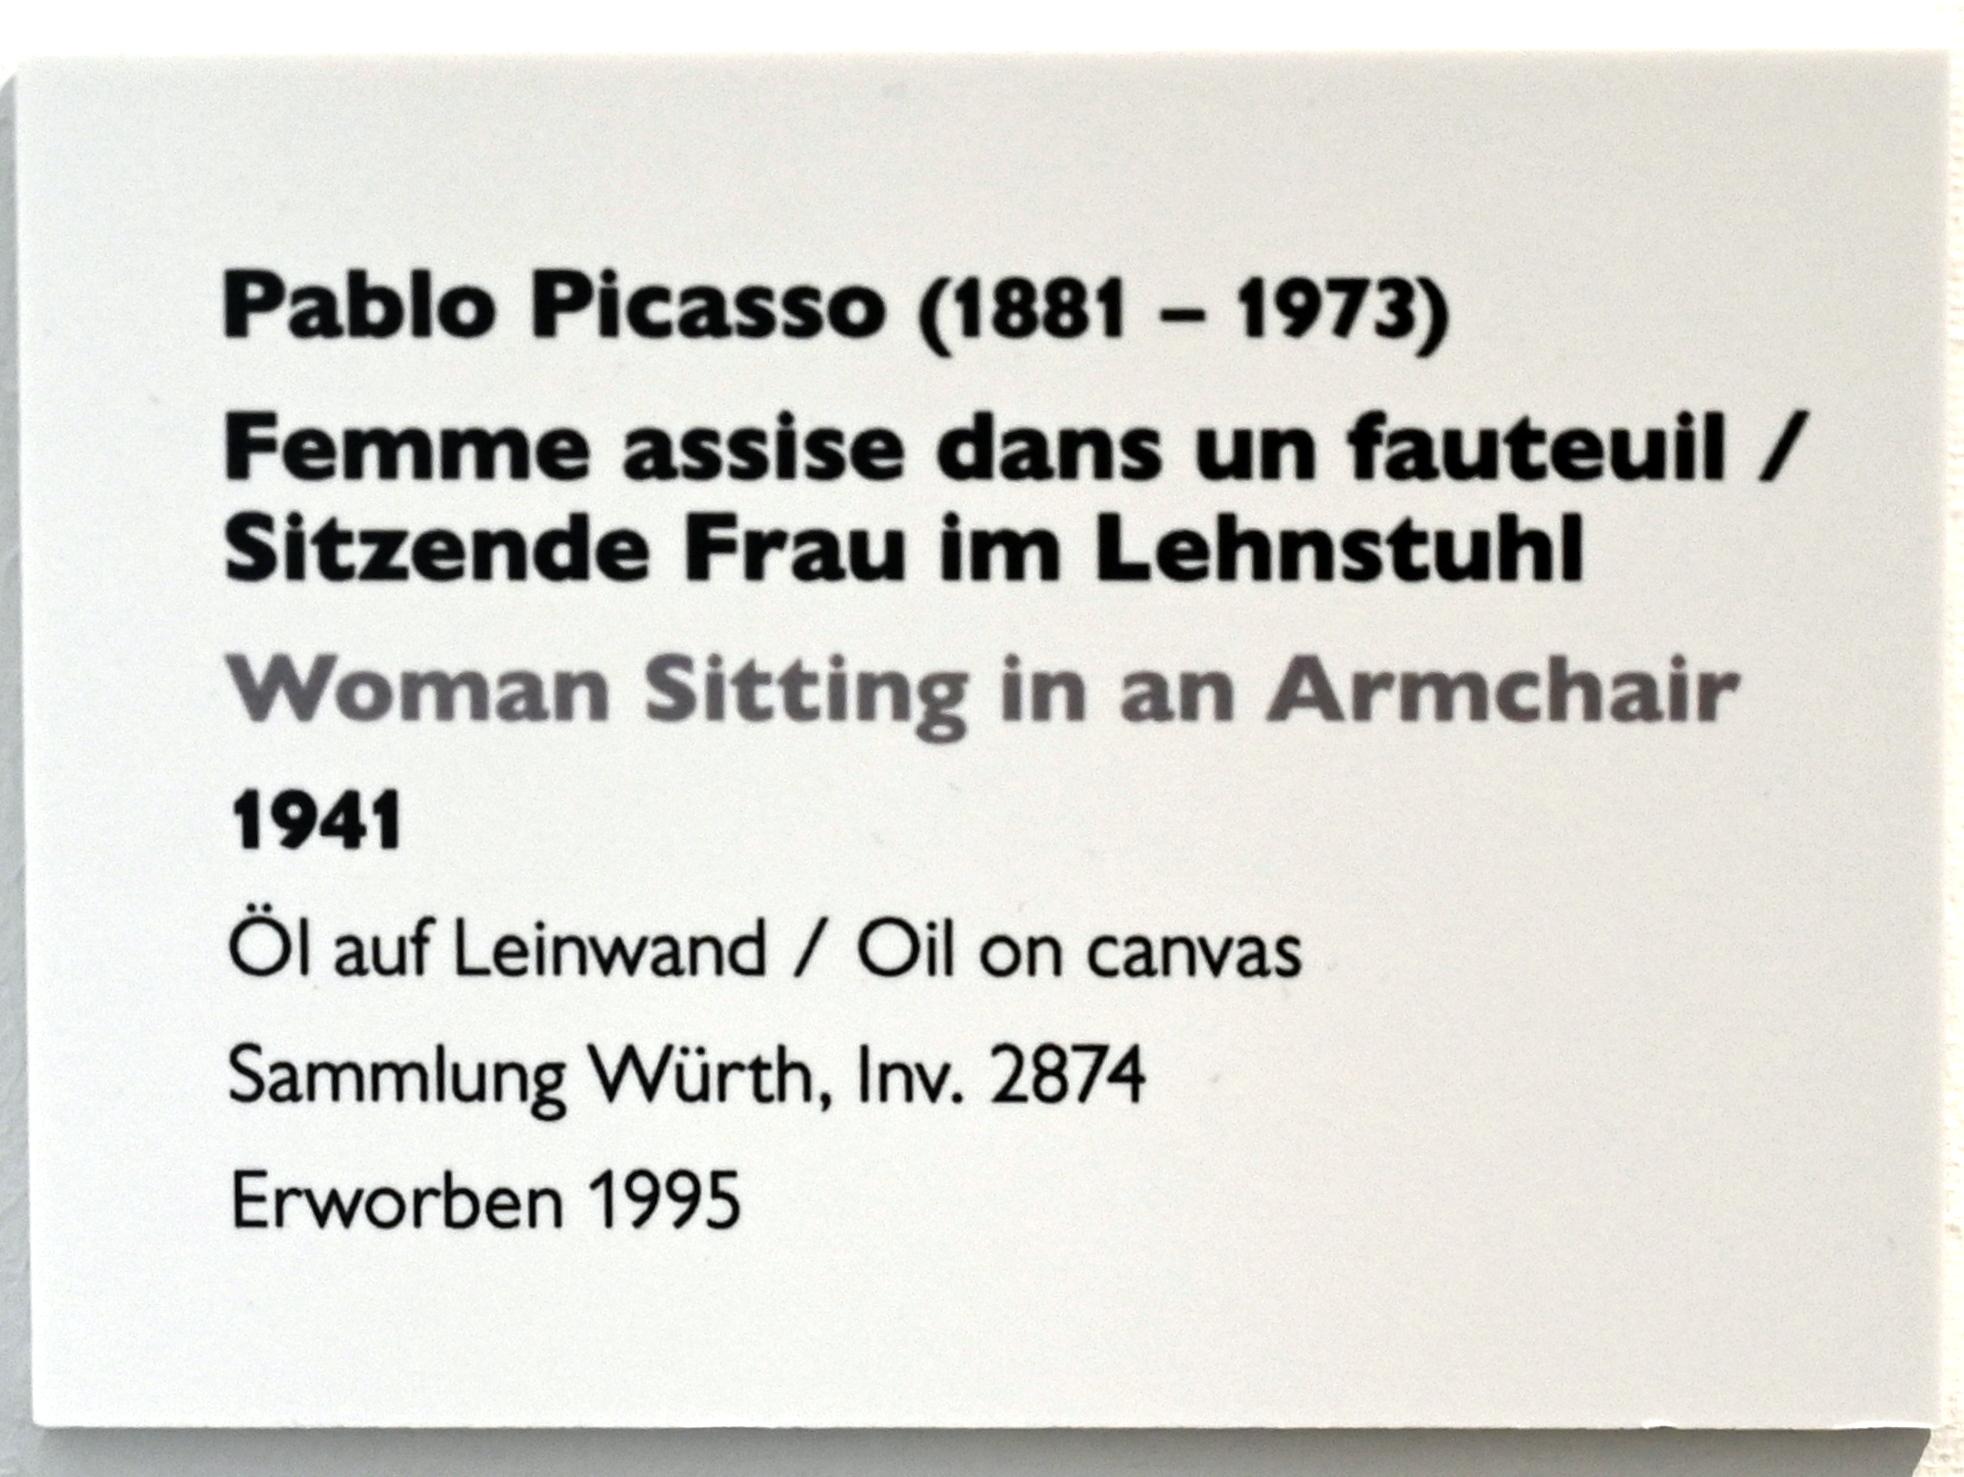 Pablo Picasso (1881 – 1973)
Femme assise dans un fauteuil /
Sitzende Frau im Lehnstuhl
Woman Sitting in an Armchair
1941
Öl auf Leinwand / Oil on canvas
Sammlung Würth, Inv. 2874
Erworben 1995